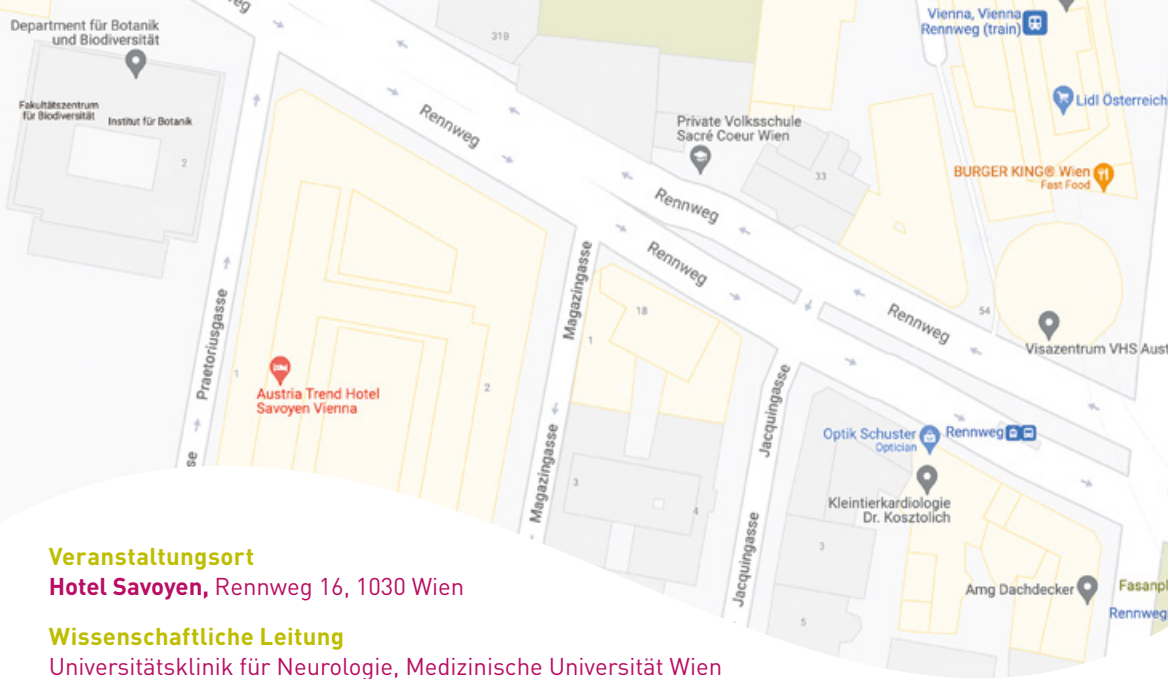 eg
Department für Botanik
und Biodiversität
Fakultätszentrum
für Biodiversität
Institut für Botanik
2
31B
Vienna, Vienna
Rennweg (train)
Lidl Österreich
Private Volksschule
Sacré Coeur Wien
33
BURGER KING® Wien
Fast Food
Rennweg
Rennweg
Rennweg
Rennweg
54
Visazentrum VHS Aust
Praetoriusgasse
se
1
Austria Trend Hotel
Savoyen Vienna
2
Magazingasse
Magazingasse
1
18
3
4
Jacquingasse
Jacquingasse
Optik Schuster
Optician
Rennweg
Kleintierkardiologie
Dr. Kosztolich
3
5
Amg Dachdecker
Fasanpl
Rennweg
Veranstaltungsort
Hotel Savoyen, Rennweg 16, 1030 Wien
Wissenschaftliche Leitung
Universitätsklinik für Neurologie, Medizinische Universität Wien